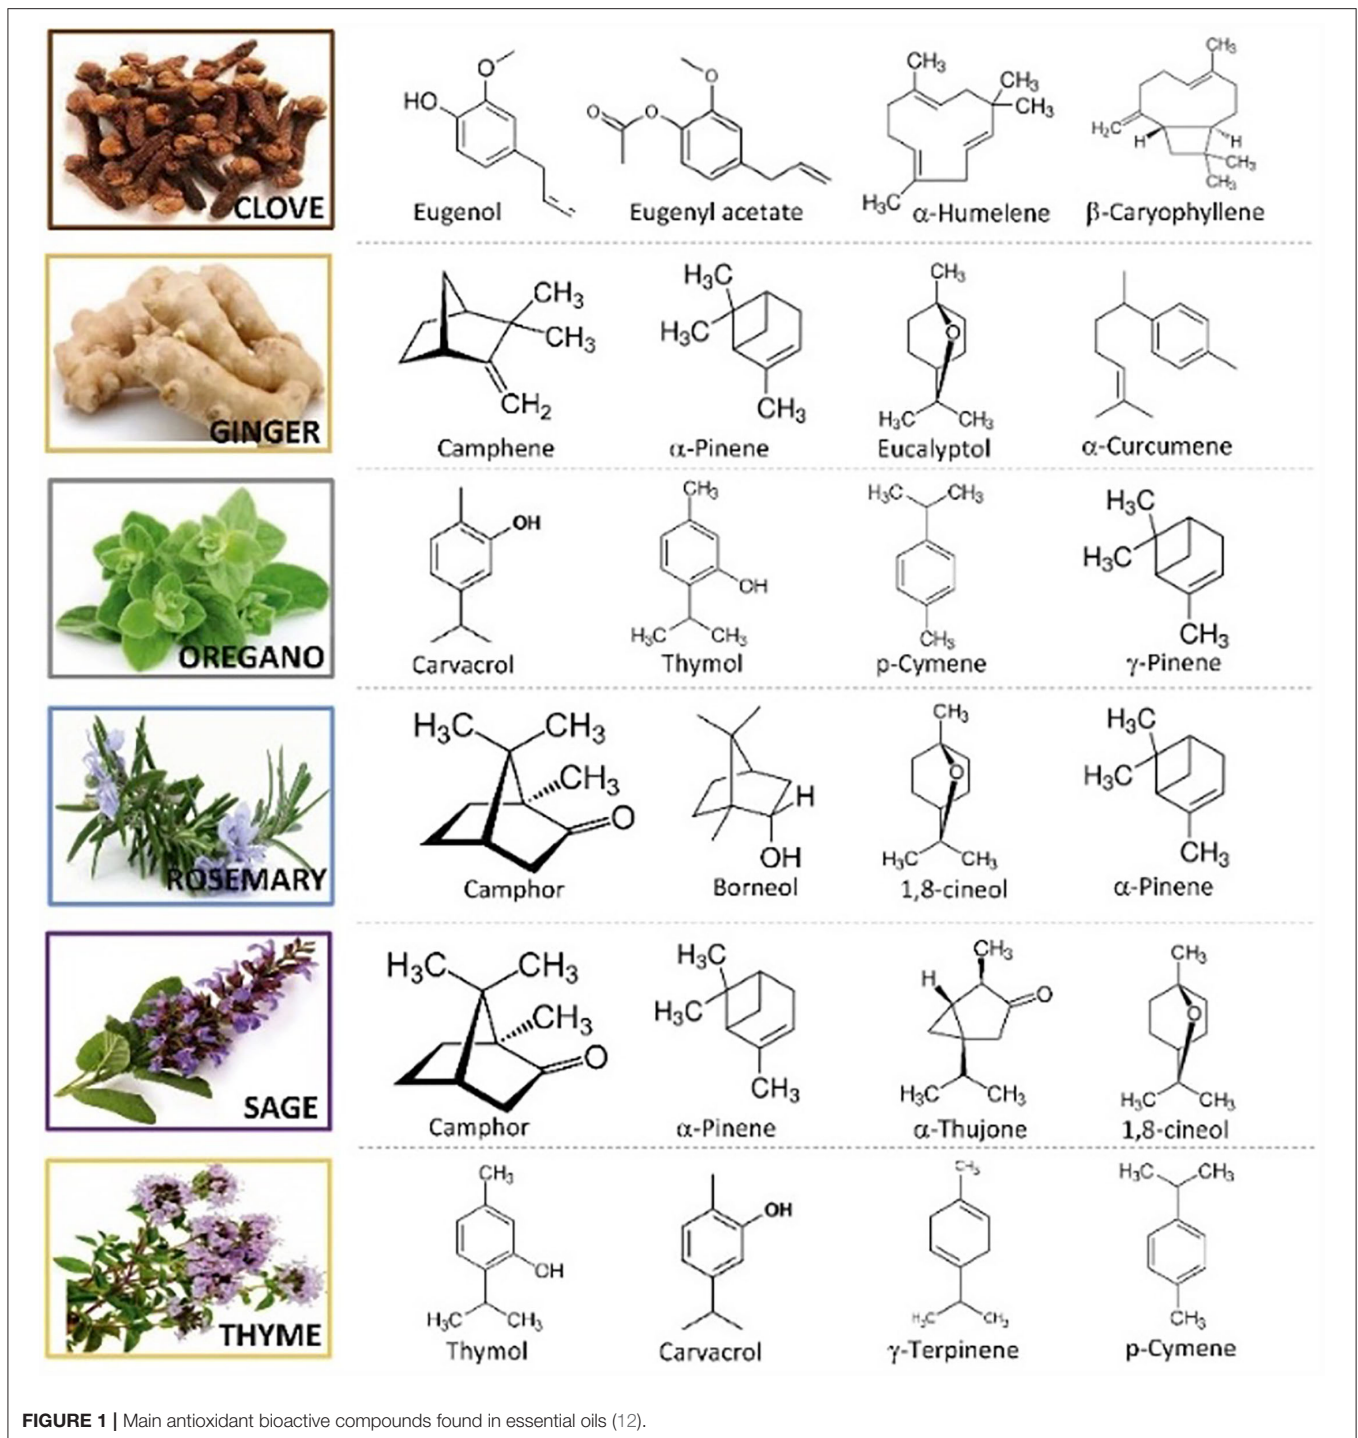 CLOVE
HO
O
Eugenol
O
O
O
Eugenyl acetate
CH₃
CH₃
CH₃
H₃C
α-Humelene
CH₃
H₂C
H
H
CH₃
CH₃
β-Caryophyllene
GINGER
CH₃
CH₃
CH₂
Camphene
H₃C
H₃C
CH₃
α-Pinene
CH₃
O
H₃C
CH₃
Eucalyptol
α-Curcumene
OREGANO
OH
Carvacrol
CH₃
OH
H₃C
CH₃
Thymol
H₃C
CH₃
CH₃
p-Cymene
H₃C
H₃C
CH₃
γ-Pinene
ROSEMARY
H₃C
CH₃
CH₃
O
Camphor
H
OH
Borneol
CH₃
O
H₃C
CH₃
1,8-cineol
H₃C
H₃C
CH₃
α-Pinene
SAGE
H₃C
CH₃
CH₃
O
Camphor
H₃C
H₃C
CH₃
α-Pinene
CH₃
H
O
H₃C
CH₃
α-Thujone
CH₃
O
H₃C
CH₃
1,8-cineol
THYME
CH₃
OH
H₃C
CH₃
Thymol
OH
Carvacrol
CH₃
H₃C
CH₃
γ-Terpinene
H₃C
CH₃
CH₃
p-Cymene
FIGURE 1 | Main antioxidant bioactive compounds found in essential oils (12).